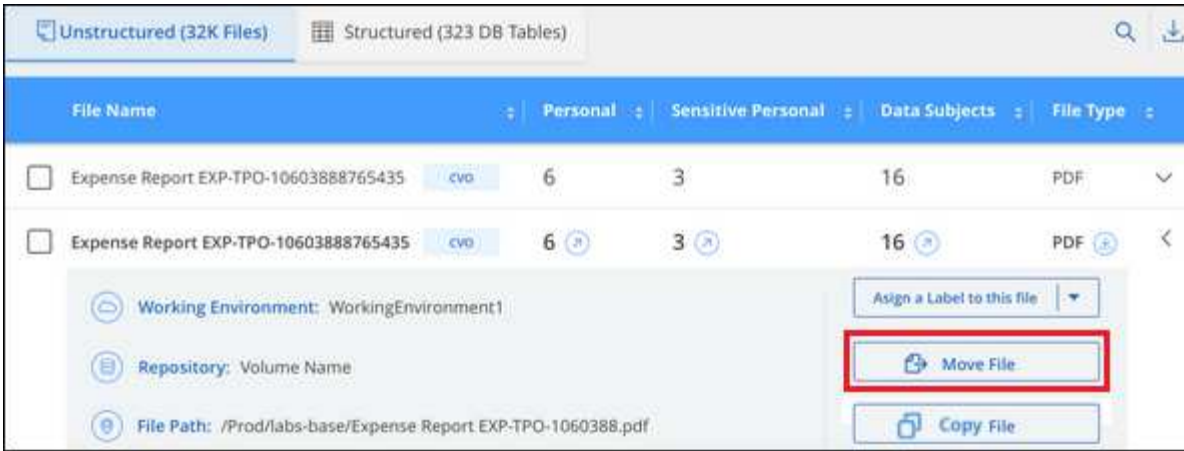 Unstructured (32K Files) Structured (323 DB Tables)
File Name Personal Sensitive Personal Data Subjects File Type
Expense Report EXP-TPO-10603888765435 CVO 6 3 16 PDF
Expense Report EXP-TPO-10603888765435 CVO 6 3 16 PDF
Working Environment: WorkingEnvironment1 Asign a Label to this file
Repository: Volume Name Move File
File Path: /Prod/labs-base/Expense Report EXP-TPO-1060388.pdf Copy File